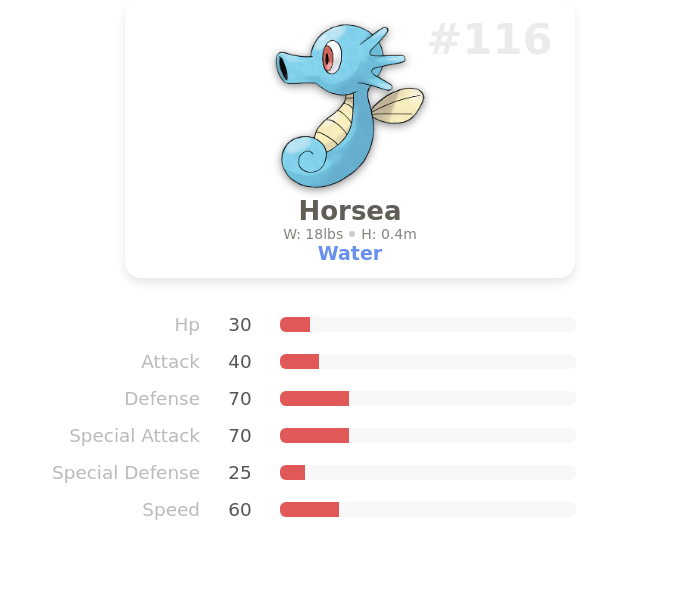 #116
Horsea
W: 18lbs ● H: 0.4m
Water
Hp 30
Attack 40
Defense 70
Special Attack 70
Special Defense 25
Speed 60